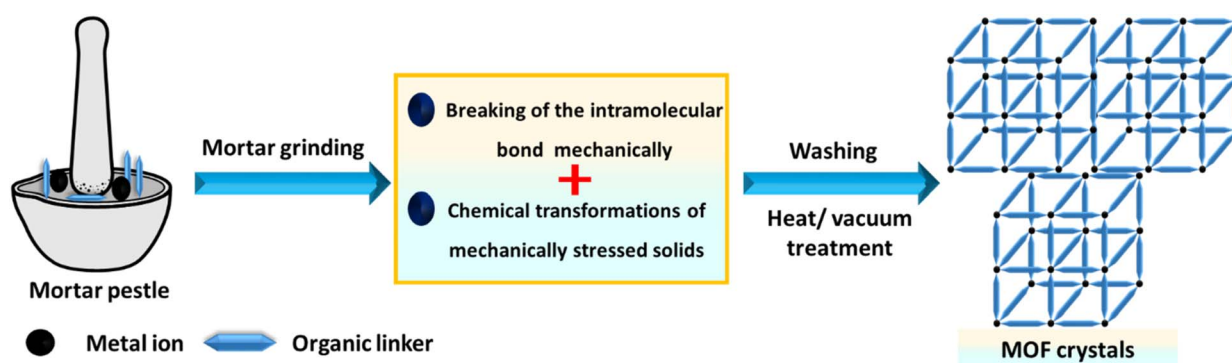 Mortar pestle
Metal ion
Organic linker
Mortar grinding
Breaking of the intramolecular
bond mechanically
+
Chemical transformations of
mechanically stressed solids
Washing
Heat/ vacuum
treatment
MOF crystals